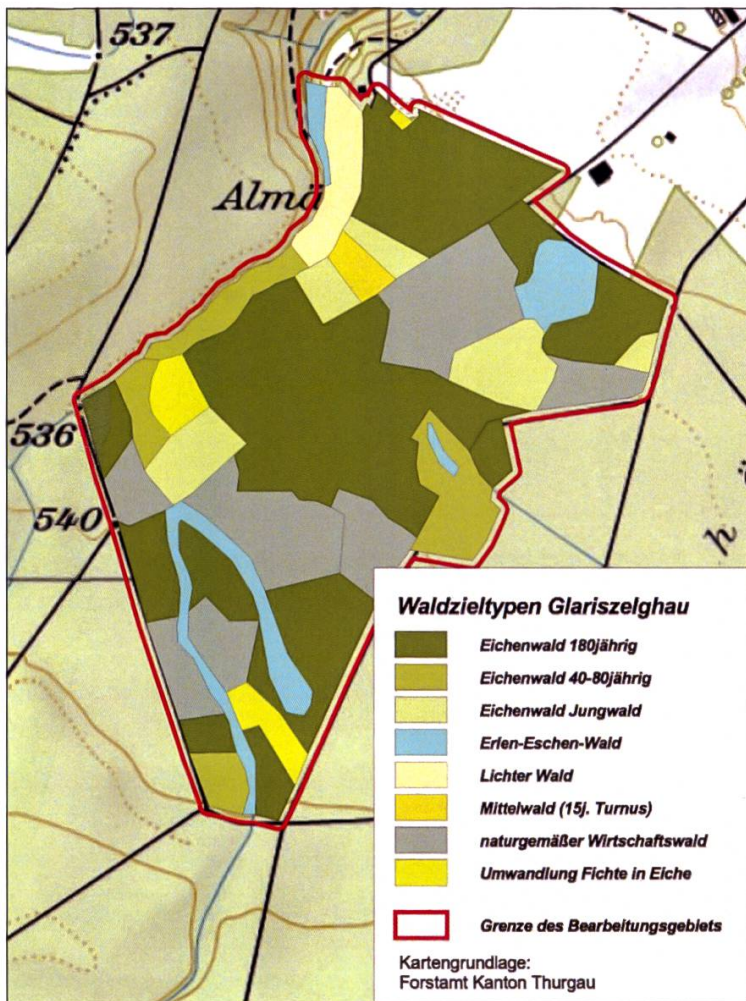 537
Almä
536
540
h
Waldzieltypen Glariszelghau
Eichenwald 180jährig
Eichenwald 40-80jährig
Eichenwald Jungwald
Erlen-Eschen-Wald
Lichter Wald
Mittelwald (15j. Turnus)
naturgemäßer Wirtschaftswald
Umwandlung Fichte in Eiche
Grenze des Bearbeitungsgebiets
Kartengrundlage:
Forstamt Kanton Thurgau